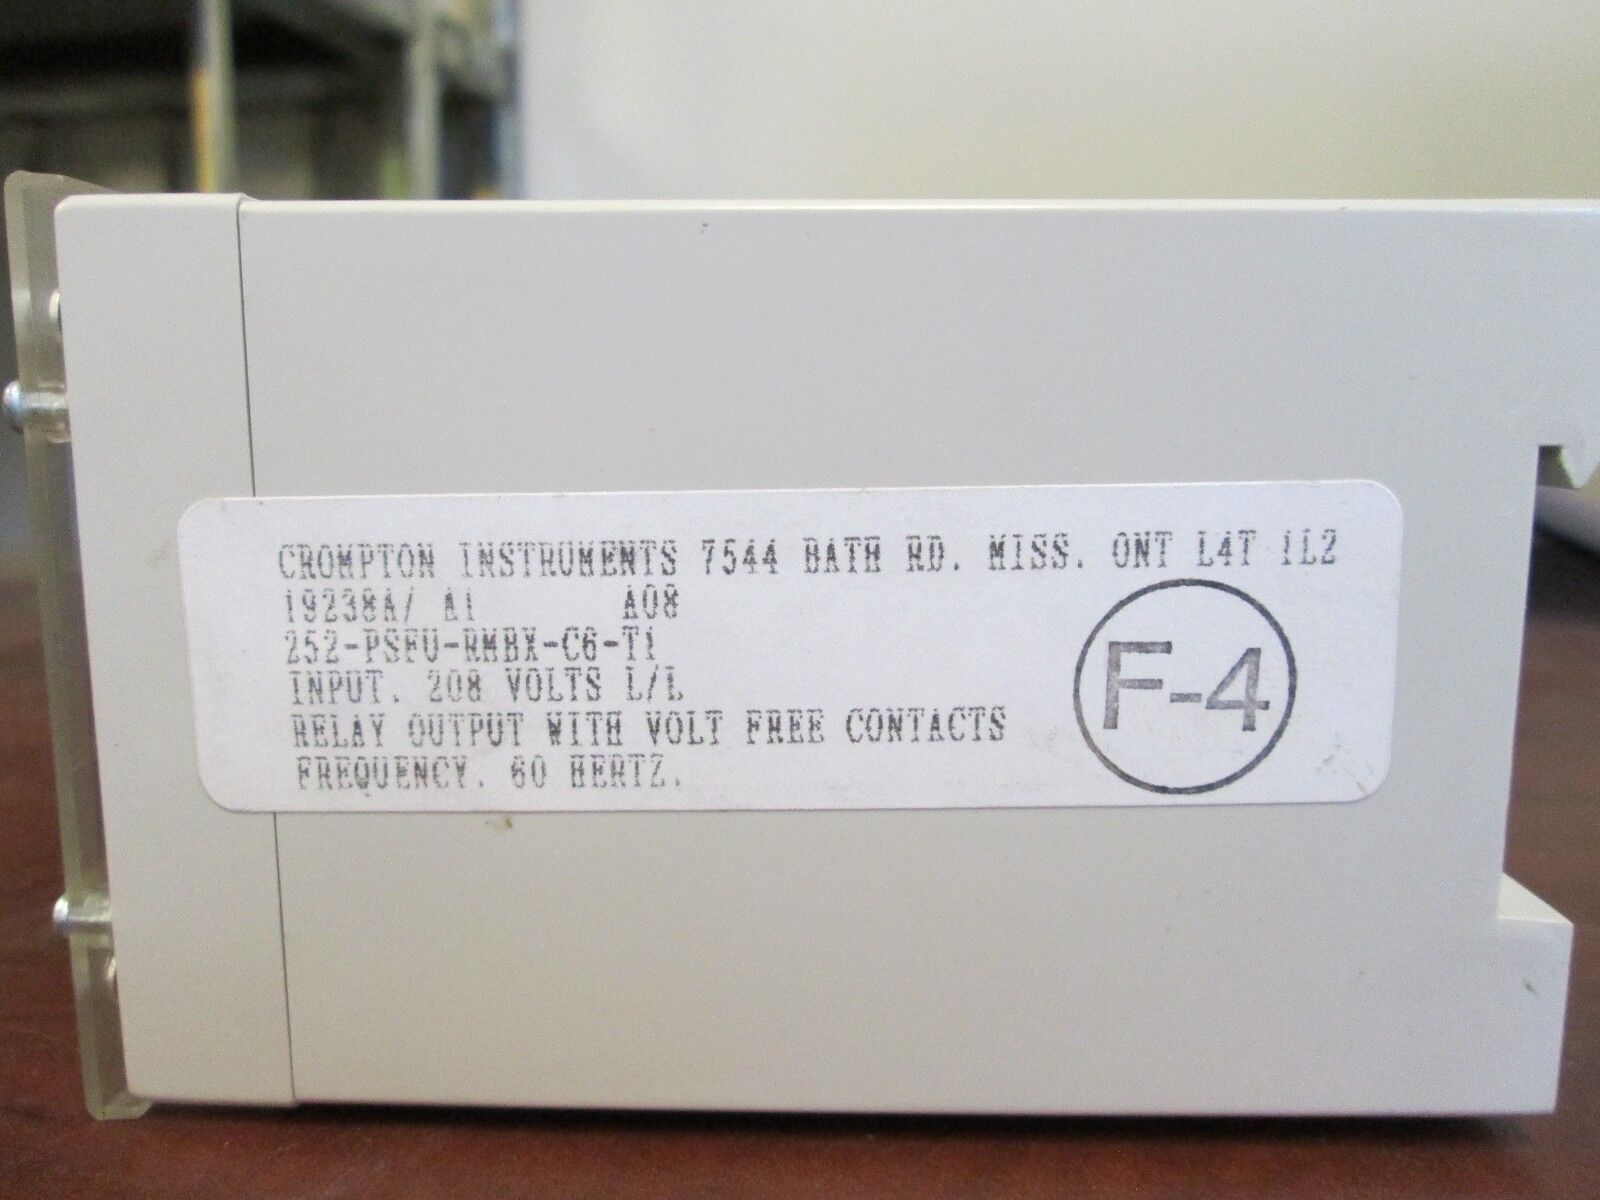 CROMPTON INSTRUMENTS 7544 BATH RD. MISS. ONT L4T 1L2
19238A/ A1 A08
252-PSFU-RMBX-C6-T1
INPUT. 208 VOLTS L/L
RELAY OUTPUT WITH VOLT FREE CONTACTS
FREQUENCY. 60 HERTZ.
F-4